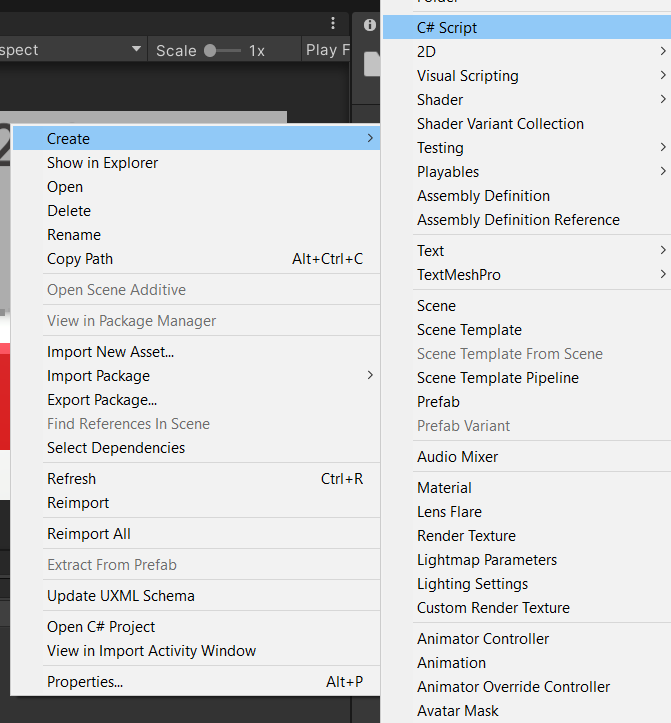 spect Scale 1x Play F
2
Create
Show in Explorer
Open
Delete
Rename
Copy Path Alt+Ctrl+C
Open Scene Additive
View in Package Manager
Import New Asset...
Import Package
Export Package...
Find References In Scene
Select Dependencies
Refresh Ctrl+R
Reimport
Reimport All
Extract From Prefab
Update UXML Schema
Open C# Project
View in Import Activity Window
Properties... Alt+P
Folder
C# Script
2D
Visual Scripting
Shader
Shader Variant Collection
Testing
Playables
Assembly Definition
Assembly Definition Reference
Text
TextMeshPro
Scene
Scene Template
Scene Template From Scene
Scene Template Pipeline
Prefab
Prefab Variant
Audio Mixer
Material
Lens Flare
Render Texture
Lightmap Parameters
Lighting Settings
Custom Render Texture
Animator Controller
Animation
Animator Override Controller
Avatar Mask